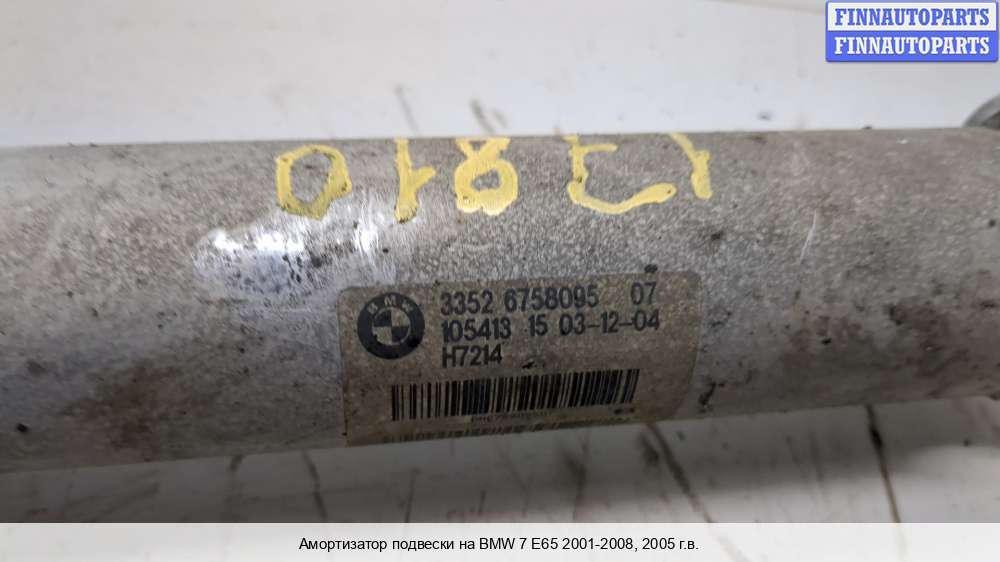 FINNAUTOPARTS
FINNAUTOPARTS
BMW
3352 6758095 07
105413 15 03-12-04
H7214
Амортизатор подвески на BMW 7 E65 2001-2008, 2005 г.в.